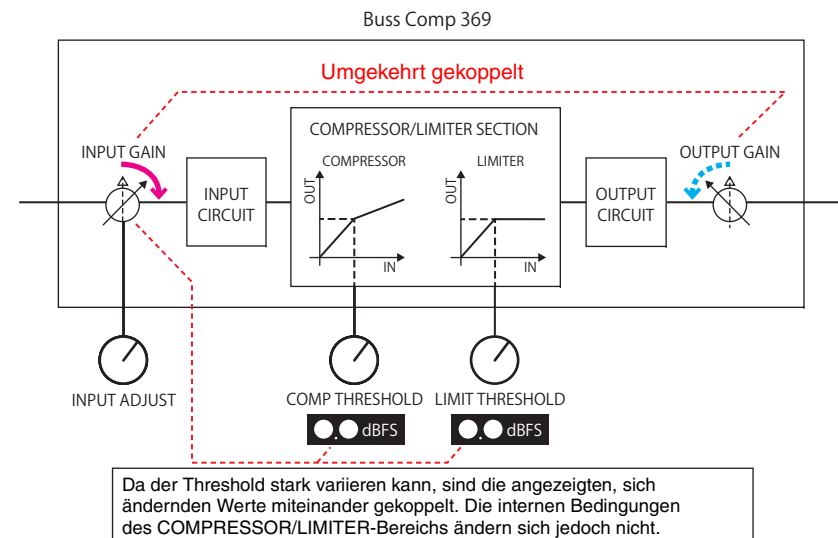 Buss Comp 369
Umgekehrt gekoppelt
COMPRESSOR/LIMITER SECTION
INPUT GAIN
OUTPUT GAIN
COMPRESSOR
LIMITER
OUT
OUT
INPUT
CIRCUIT
OUTPUT
CIRCUIT
IN
IN
INPUT ADJUST
COMP THRESHOLD
LIMIT THRESHOLD
●.● dBFS
●.● dBFS
Da der Threshold stark variieren kann, sind die angezeigten, sich
ändernden Werte miteinander gekoppelt. Die internen Bedingungen
des COMPRESSOR/LIMITER-Bereichs ändern sich jedoch nicht.